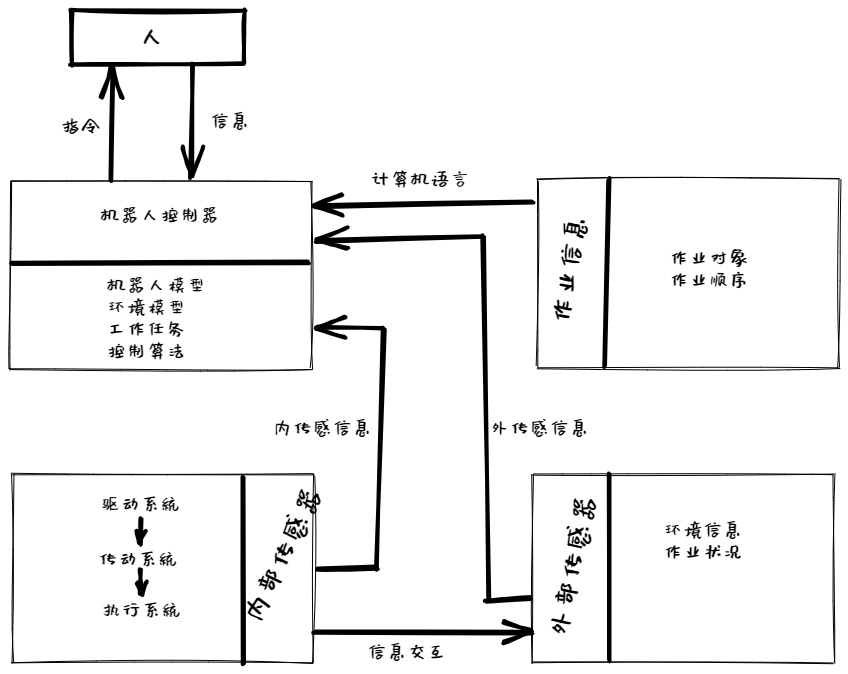 人
指令
信息
计算机语言
机器人控制器
机器人模型
环境模型
工作任务
控制算法
作业信息
作业对象
作业顺序
内传感信息
外传感信息
驱动系统
传动系统
执行系统
内部传感器
外部传感器
环境信息
作业状况
信息交互